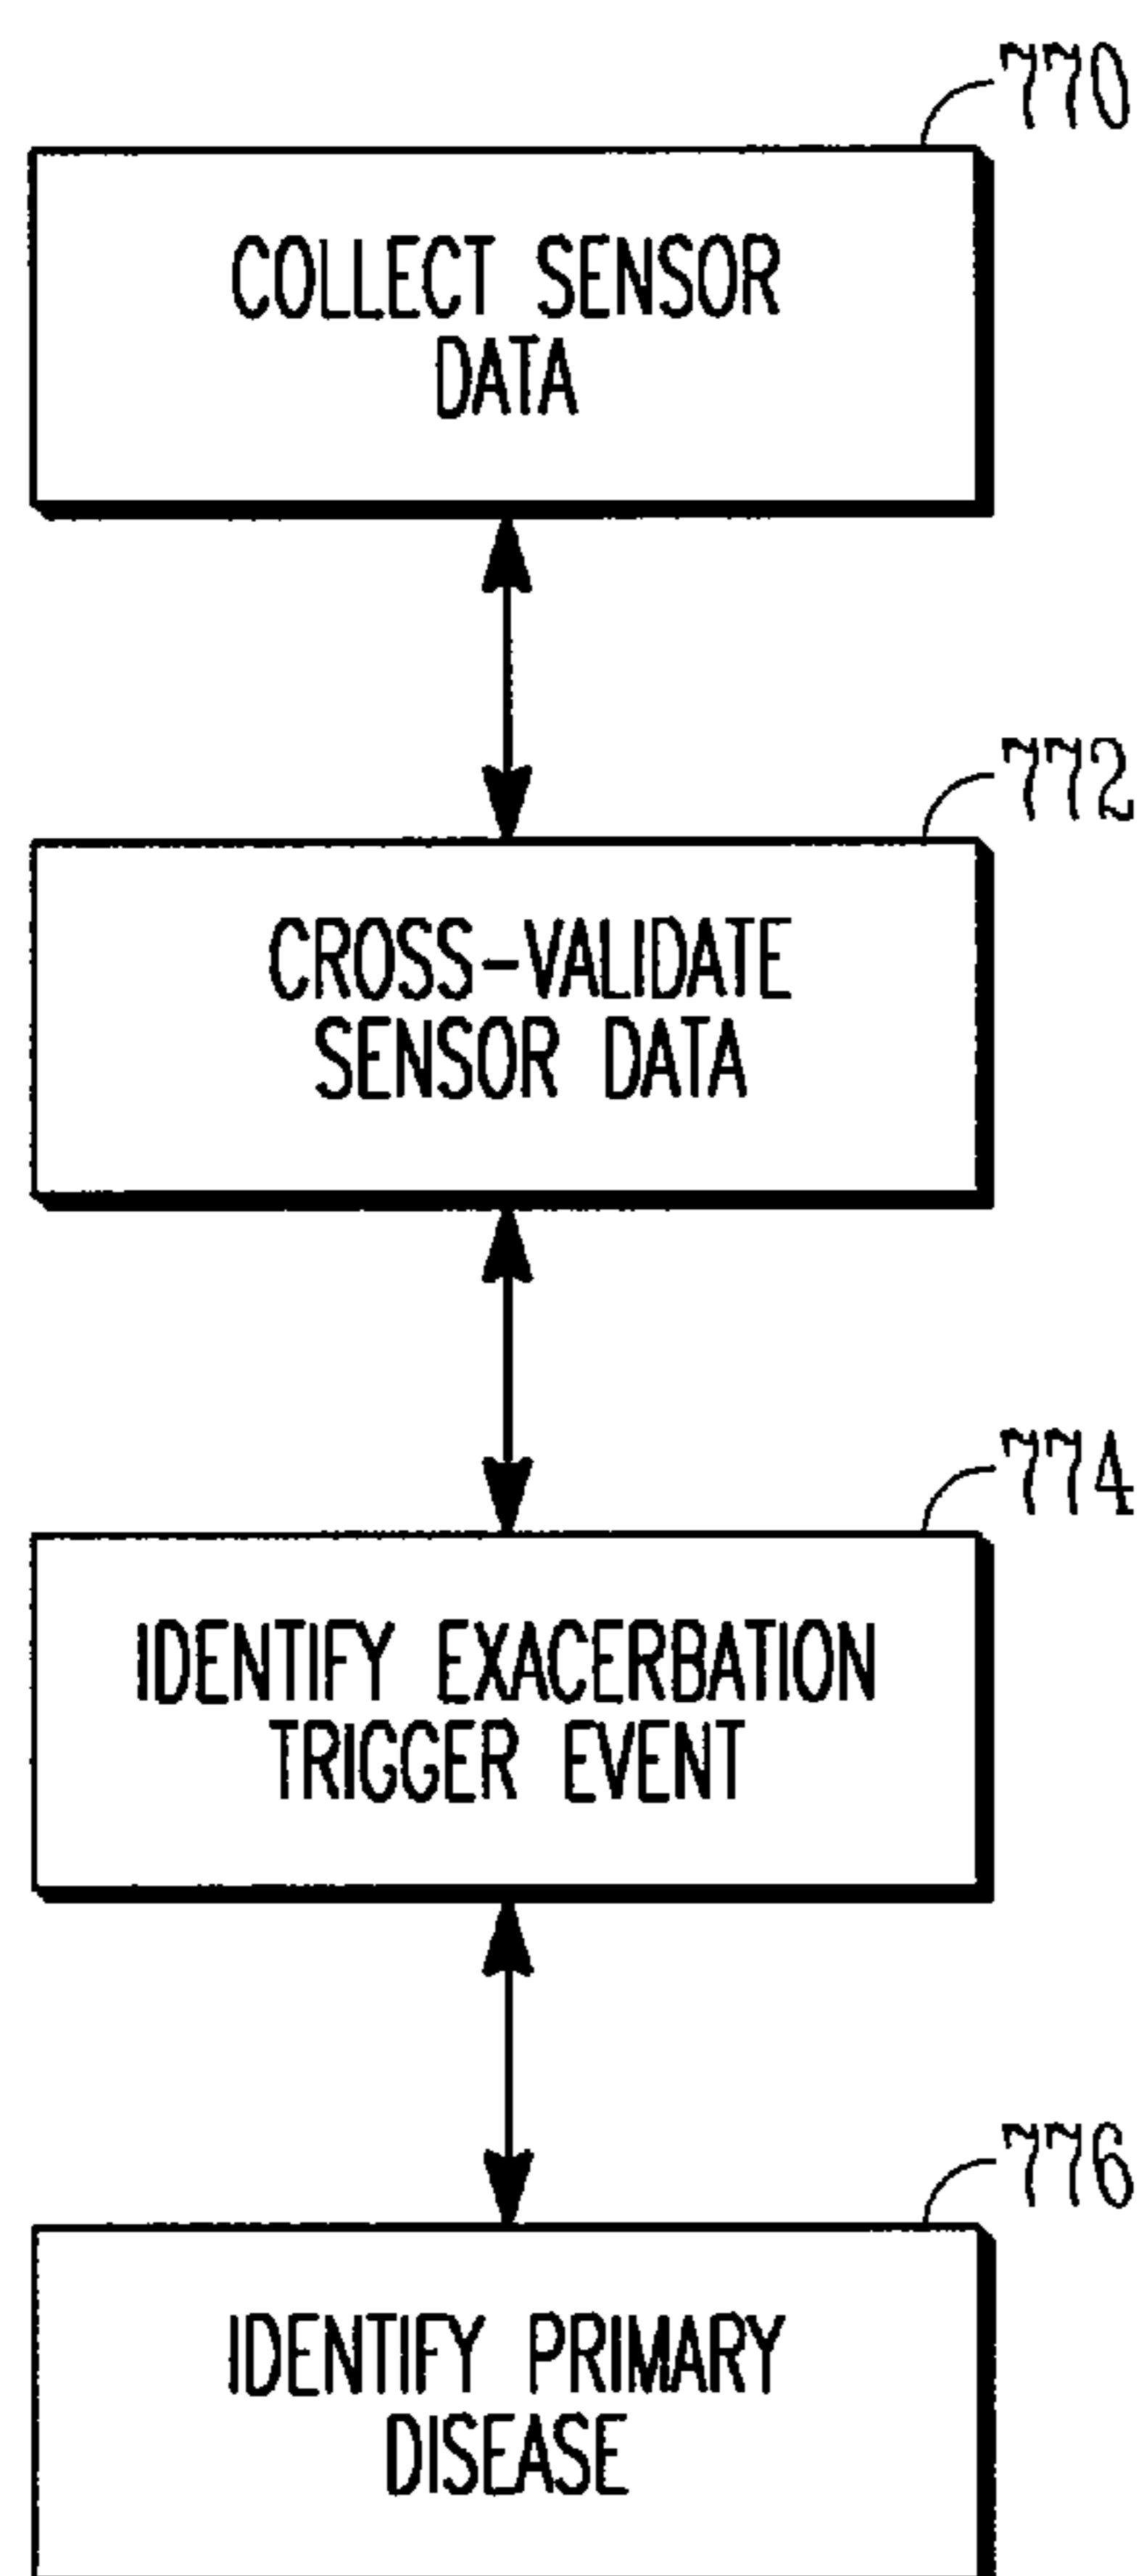 770
COLLECT SENSOR
DATA
772
CROSS-VALIDATE
SENSOR DATA
774
IDENTIFY EXACERBATION
TRIGGER EVENT
776
IDENTIFY PRIMARY
DISEASE